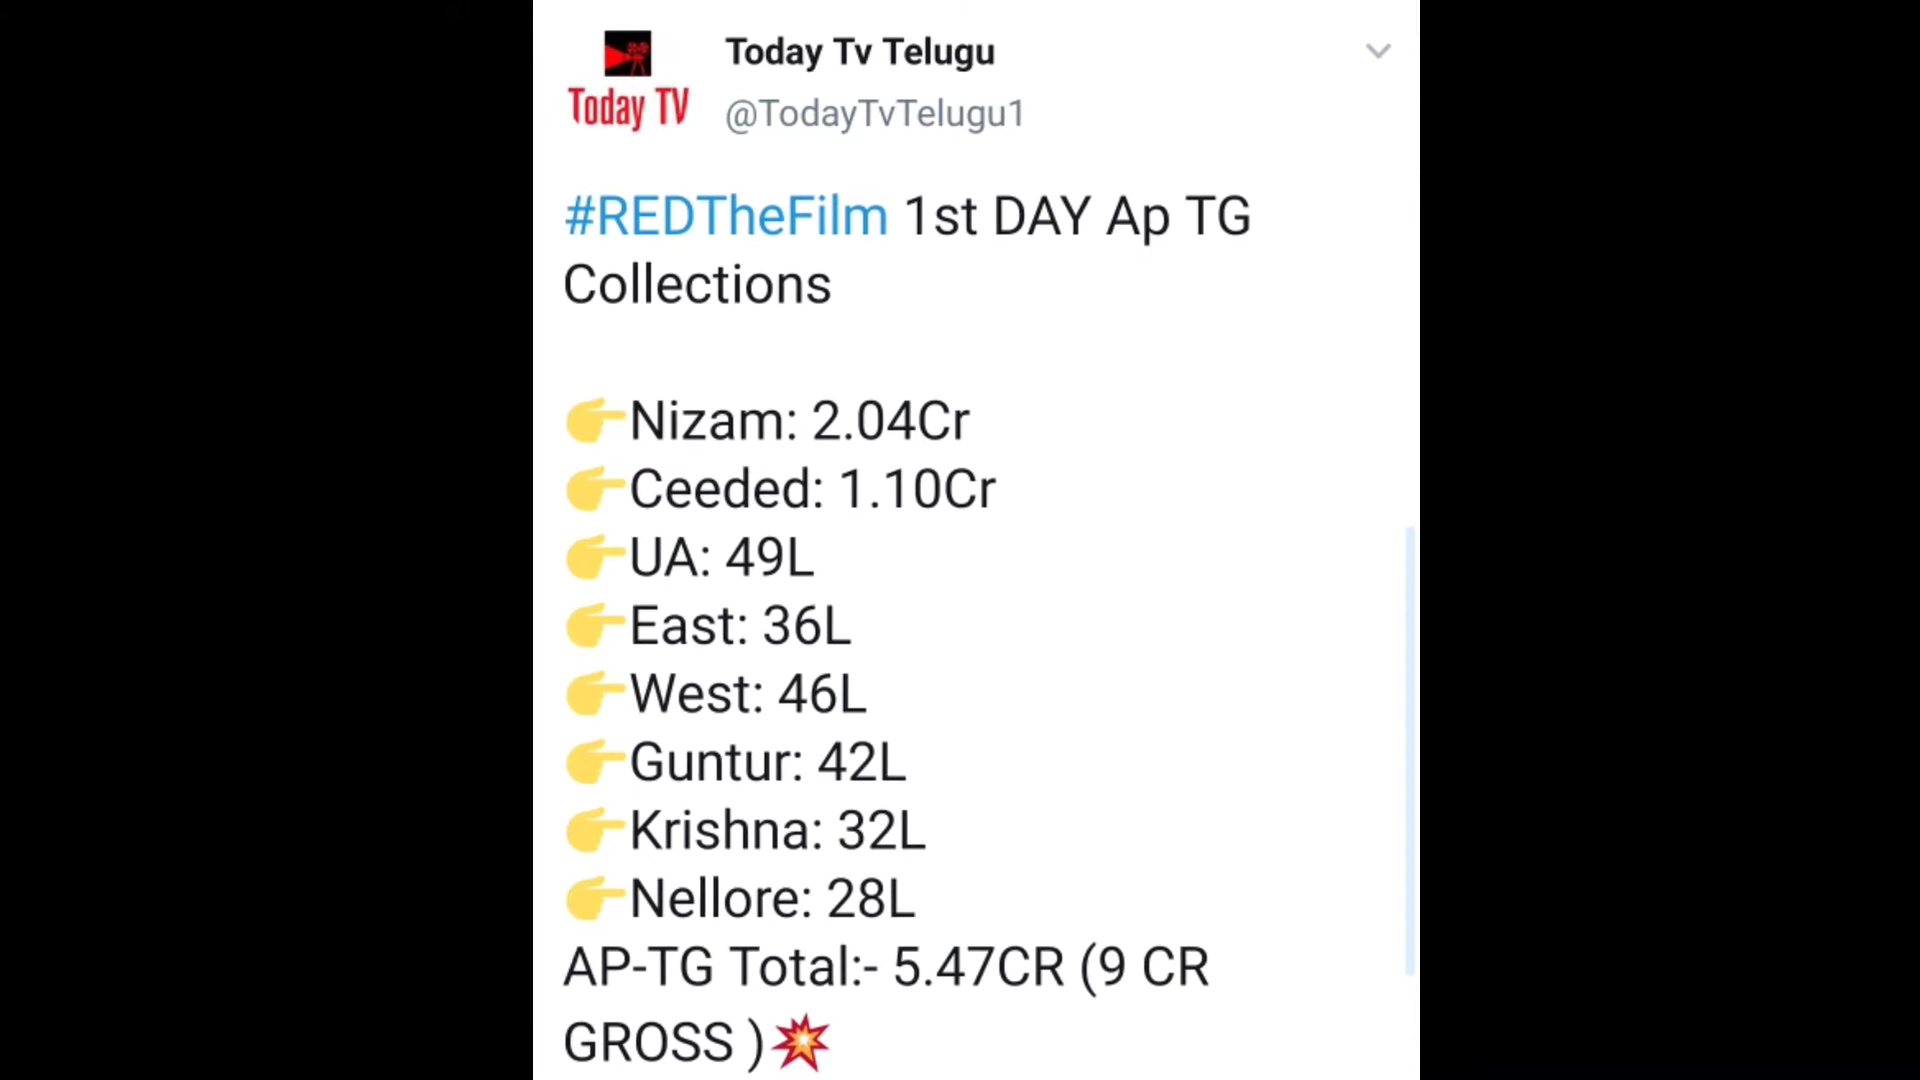 Today TV
Today Tv Telugu
@TodayTvTelugu1
#REDTheFilm 1st DAY Ap TG
Collections
👉Nizam: 2.04Cr
👉Ceeded: 1.10Cr
👉UA: 49L
👉East: 36L
👉West: 46L
👉Guntur: 42L
👉Krishna: 32L
👉Nellore: 28L
AP-TG Total:- 5.47CR (9 CR
GROSS )💥